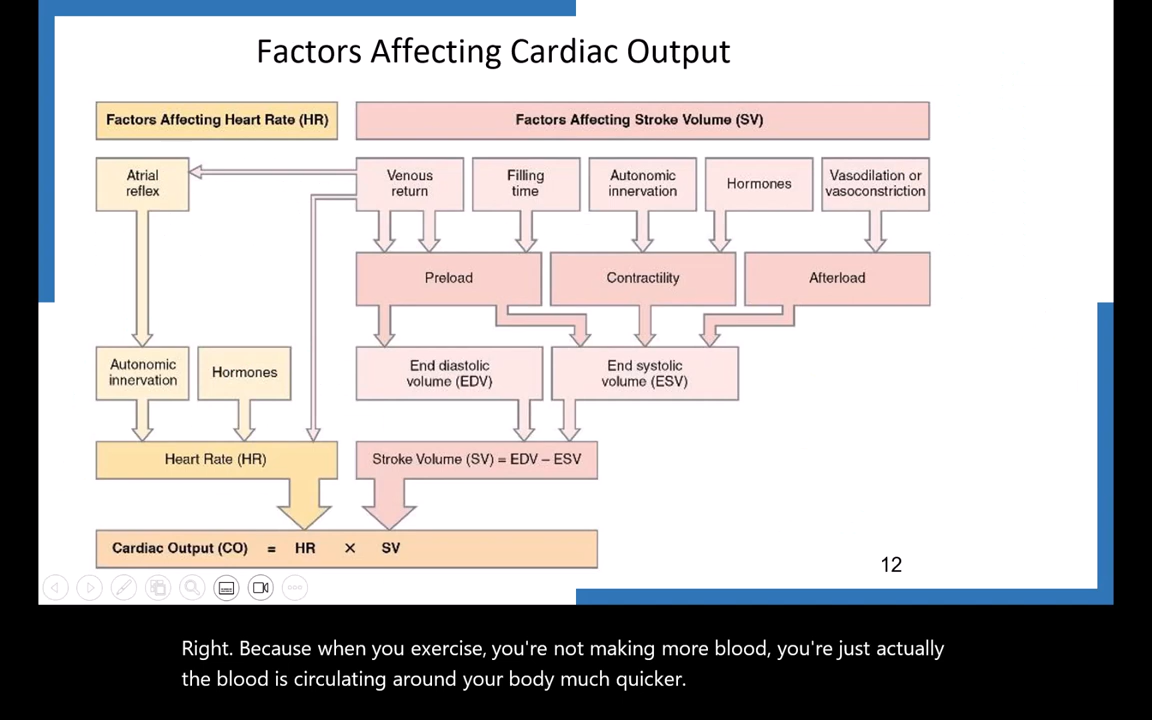 Factors Affecting Cardiac Output
Factors Affecting Heart Rate (HR)
Factors Affecting Stroke Volume (SV)
Atrial
reflex
Venous
return
Filling
time
Autonomic
innervation
Hormones
Vasodilation or
vasoconstriction
Preload
Contractility
Afterload
Autonomic
innervation
Hormones
End diastolic
volume (EDV)
End systolic
volume (ESV)
Heart Rate (HR)
Stroke Volume (SV) = EDV – ESV
Cardiac Output (CO) = HR × SV
12
Right. Because when you exercise, you're not making more blood, you're just actually
the blood is circulating around your body much quicker.